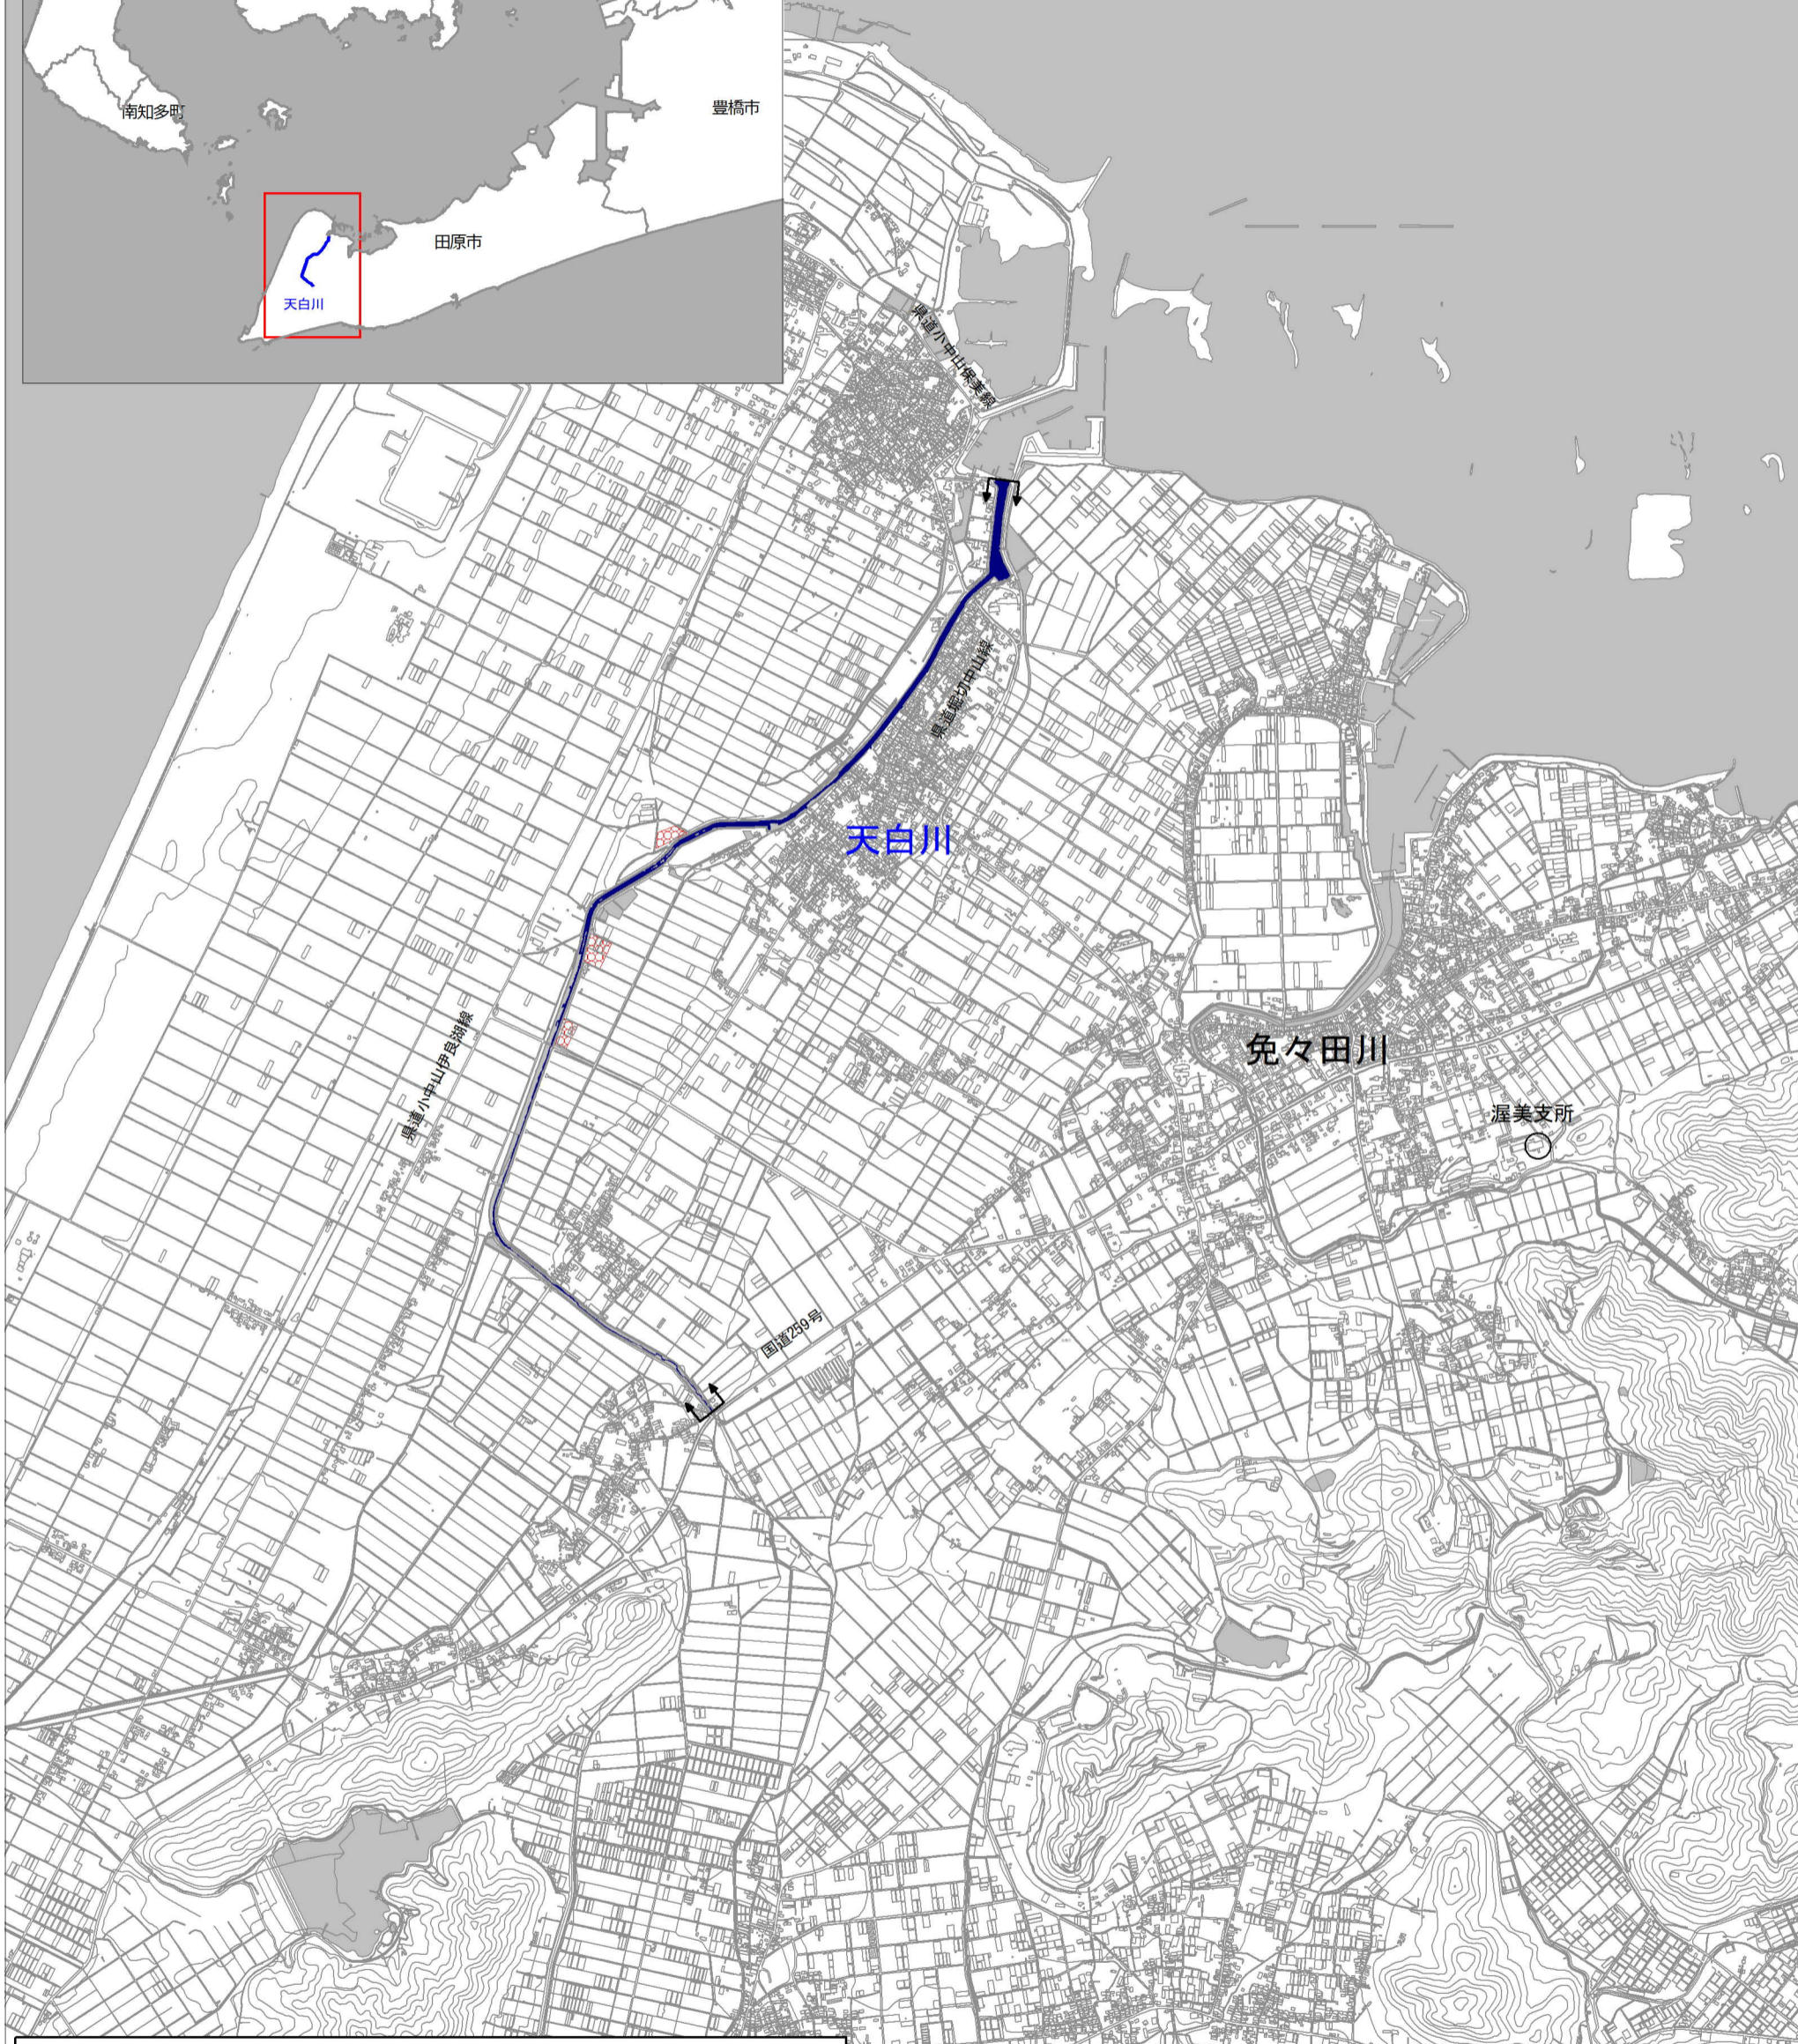 南知多町
豊橋市
田原市
天白川
県道小中山保美線
県道堀切中山線
天白川
県道小中山伊良湖線
免々田川
渥美支所
国道259号